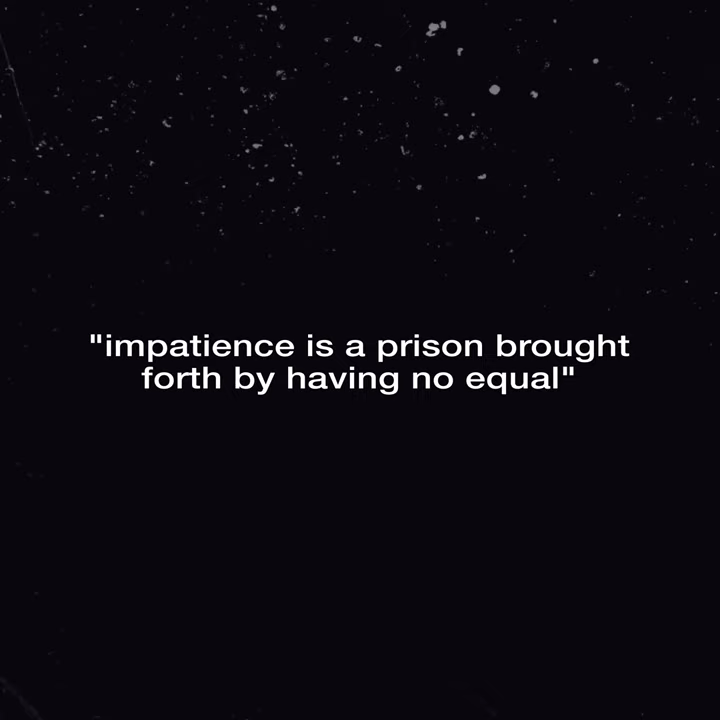 "impatience is a prison brought
forth by having no equal"